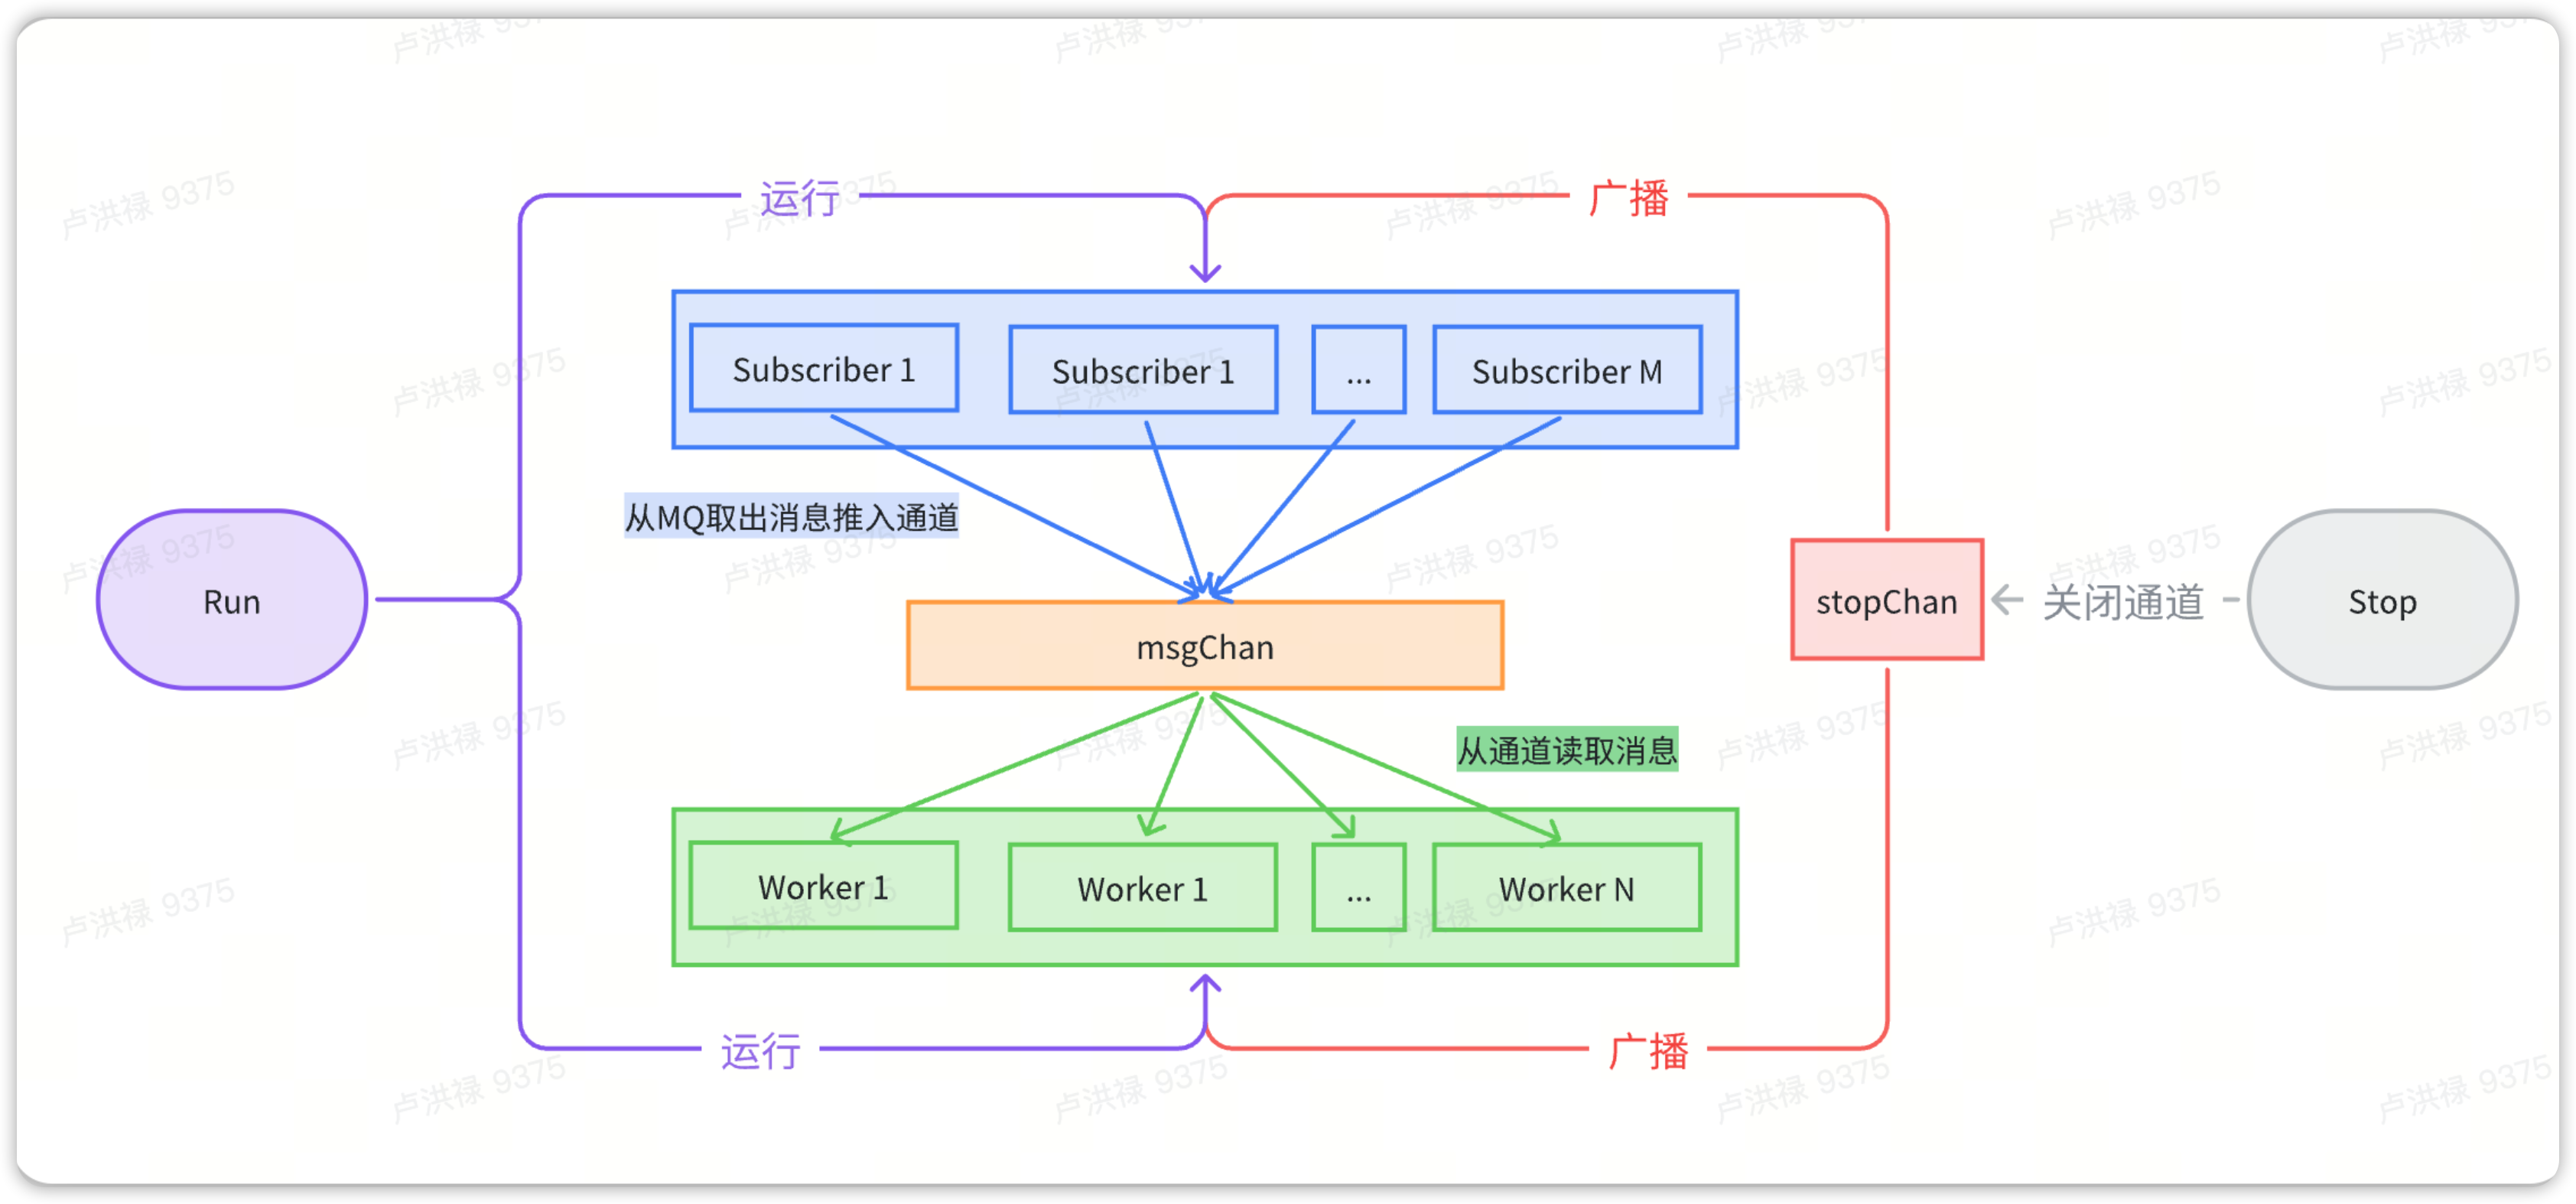 运行
广播
Subscriber 1
Subscriber 1
...
Subscriber M
从MQ取出消息推入通道
Run
msgChan
stopChan
关闭通道
Stop
从通道读取消息
Worker 1
Worker 1
...
Worker N
运行
广播
卢洪禄 9375